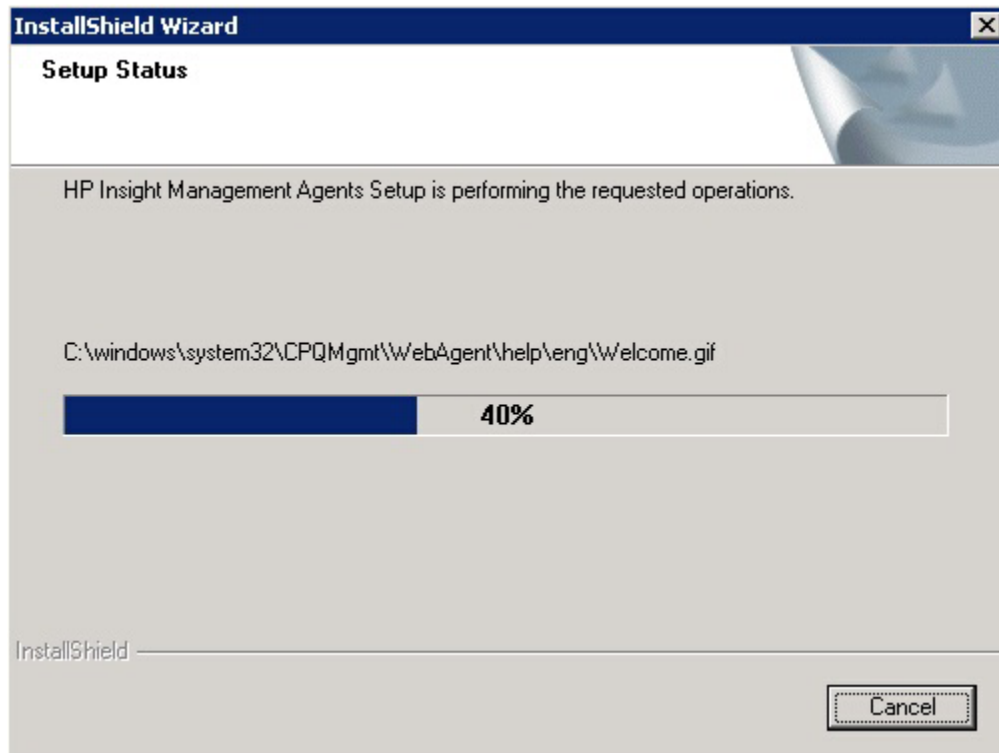 InstallShield Wizard
Setup Status
HP Insight Management Agents Setup is performing the requested operations.
C:\windows\system32\CPQMgmt\WebAgent\help\eng\Welcome.gif
40%
InstallShield
Cancel